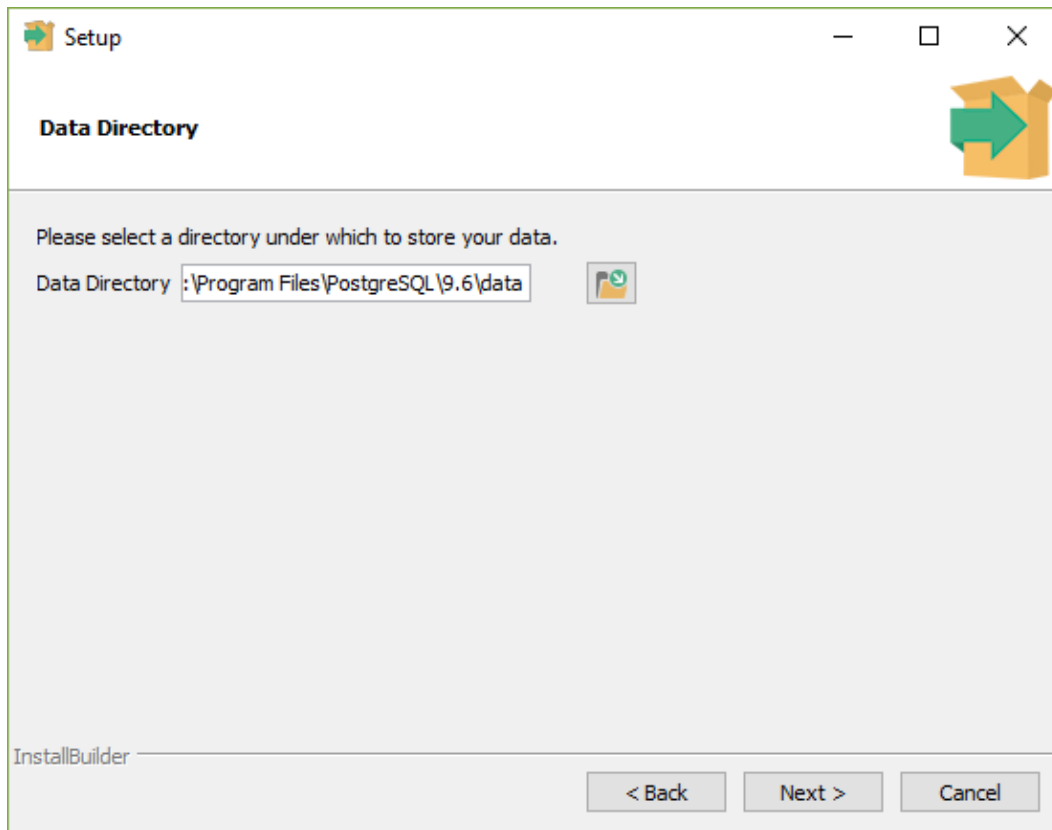 Setup
Data Directory
Please select a directory under which to store your data.
Data Directory :\Program Files\PostgreSQL\9.6\data
InstallBuilder
< Back Next > Cancel